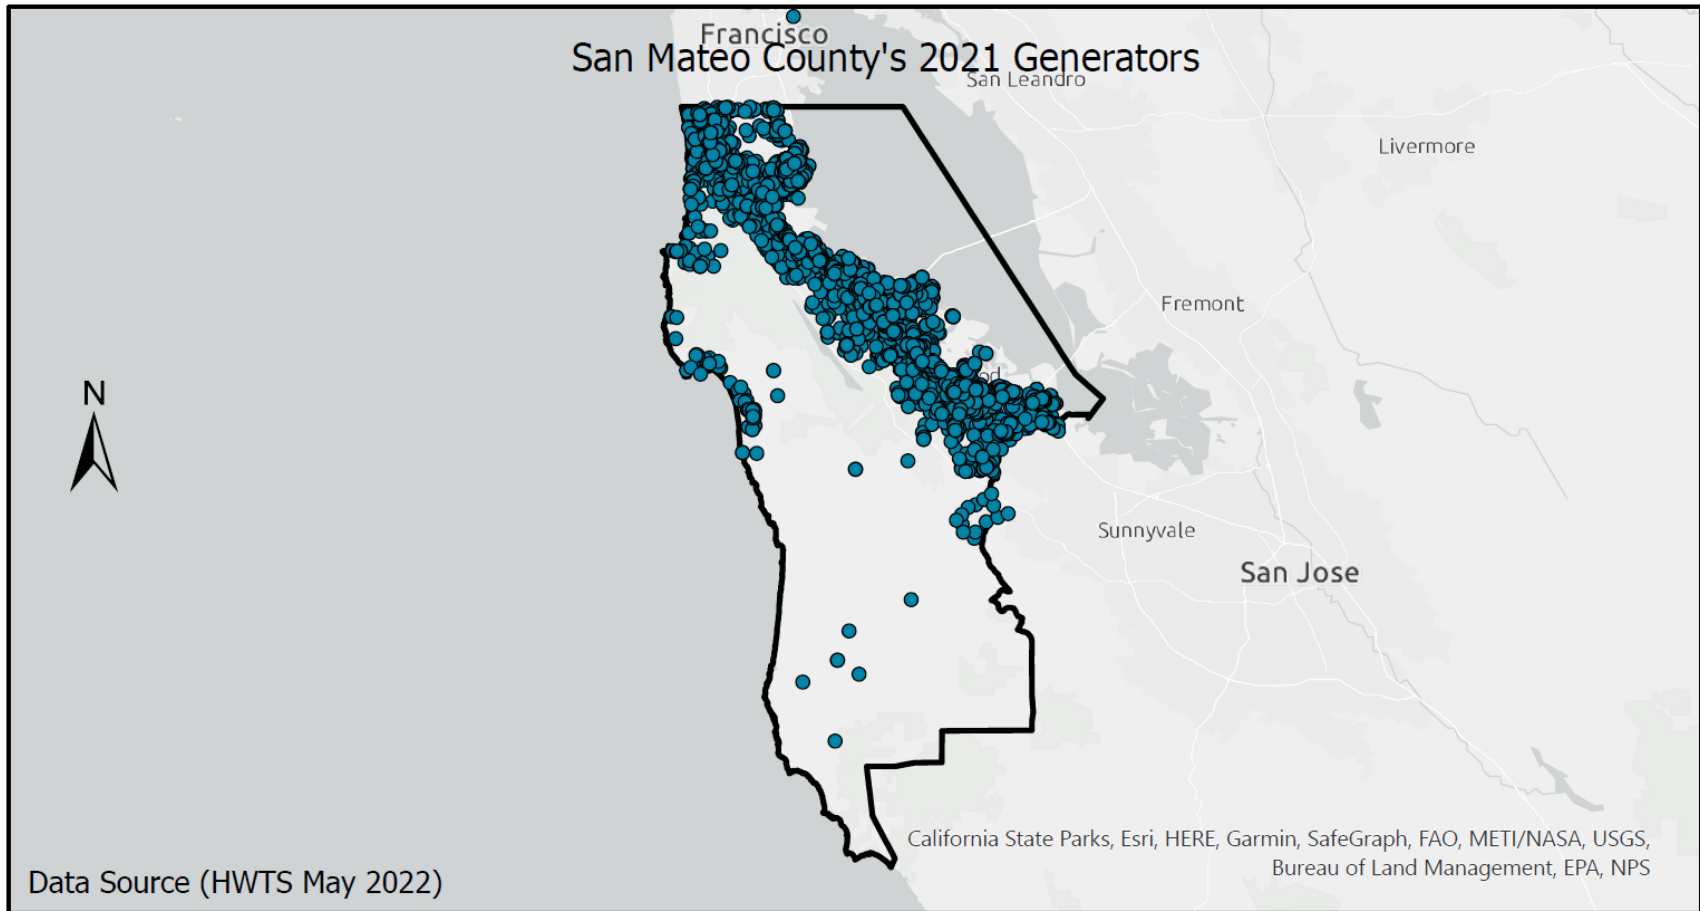 Francisco
San Mateo County's 2021 Generators
San Leandro
Livermore
Fremont
N
Sunnyvale
San Jose
California State Parks, Esri, HERE, Garmin, SafeGraph, FAO, METI/NASA, USGS,
Bureau of Land Management, EPA, NPS
Data Source (HWTS May 2022)